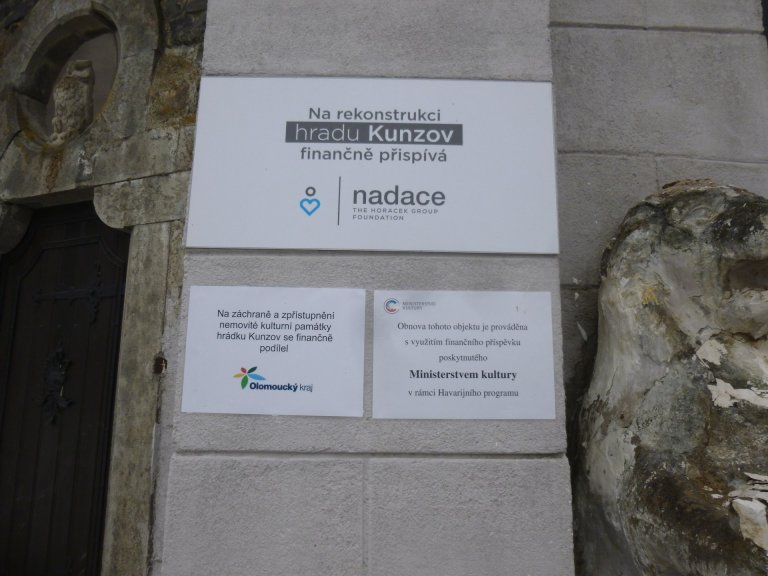 Na rekonstrukci
hradu Kunzov
finančně přispívá
nadace
THE HORACEK GROUP
FOUNDATION
Na záchraně a zpřístupnění
nemovité kulturní památky
hrádku Kunzov se finančně
podílel
Olomoucký kraj
MINISTERSTVO
KULTURY
Obnova tohoto objektu je prováděna
s využitím finančního příspěvku
poskytnutého
Ministerstvem kultury
v rámci Havarijního programu